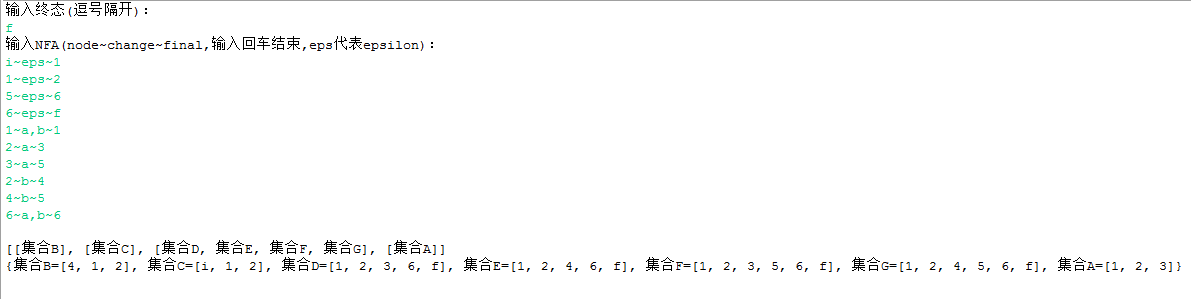 输入终态(逗号隔开):
f
输入NFA(node~change~final,输入回车结束,eps代表epsilon):
i~eps~1
1~eps~2
5~eps~6
6~eps~f
1~a,b~1
2~a~3
3~a~5
2~b~4
4~b~5
6~a,b~6
[[集合B], [集合C], [集合D, 集合E, 集合F, 集合G], [集合A]]
{集合B=[4, 1, 2], 集合C=[i, 1, 2], 集合D=[1, 2, 3, 6, f], 集合E=[1, 2, 4, 6, f], 集合F=[1, 2, 3, 5, 6, f], 集合G=[1, 2, 4, 5, 6, f], 集合A=[1, 2, 3]}